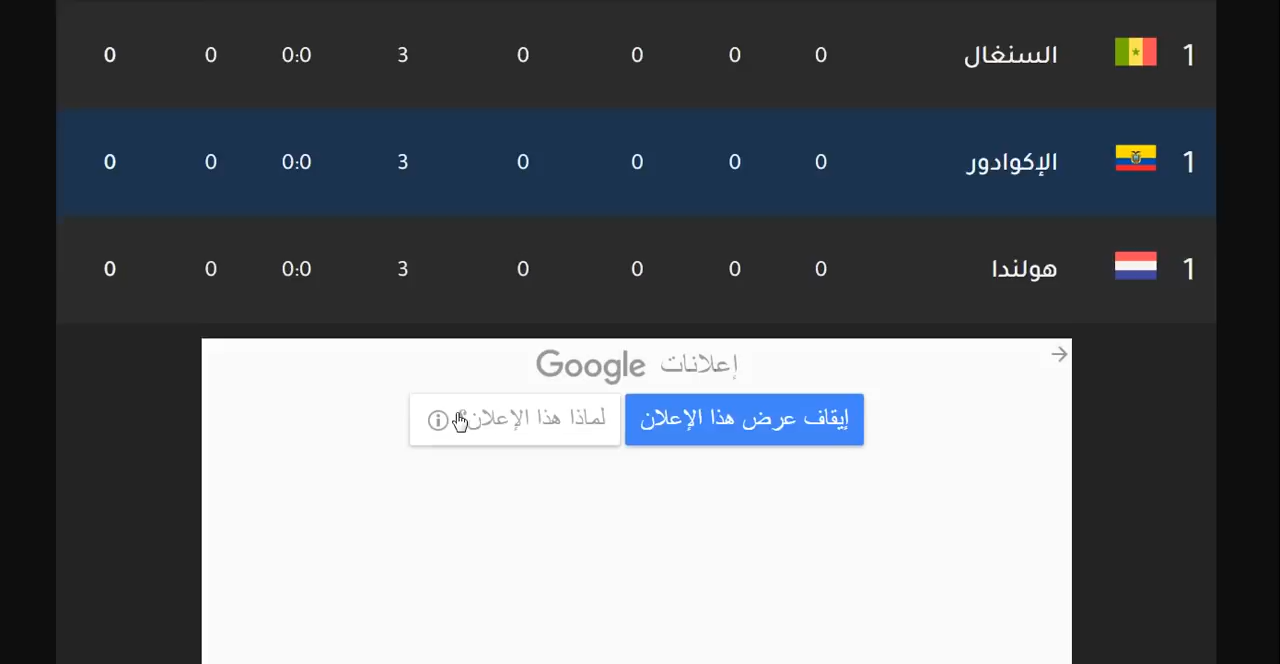 1 السنغال 0 0 0 0 3 0:0 0 0
1 الإكوادور 0 0 0 0 3 0:0 0 0
1 هولندا 0 0 0 0 3 0:0 0 0
إعلانات Google
إيقاف عرض هذا الإعلان
لماذا هذا الإعلان؟